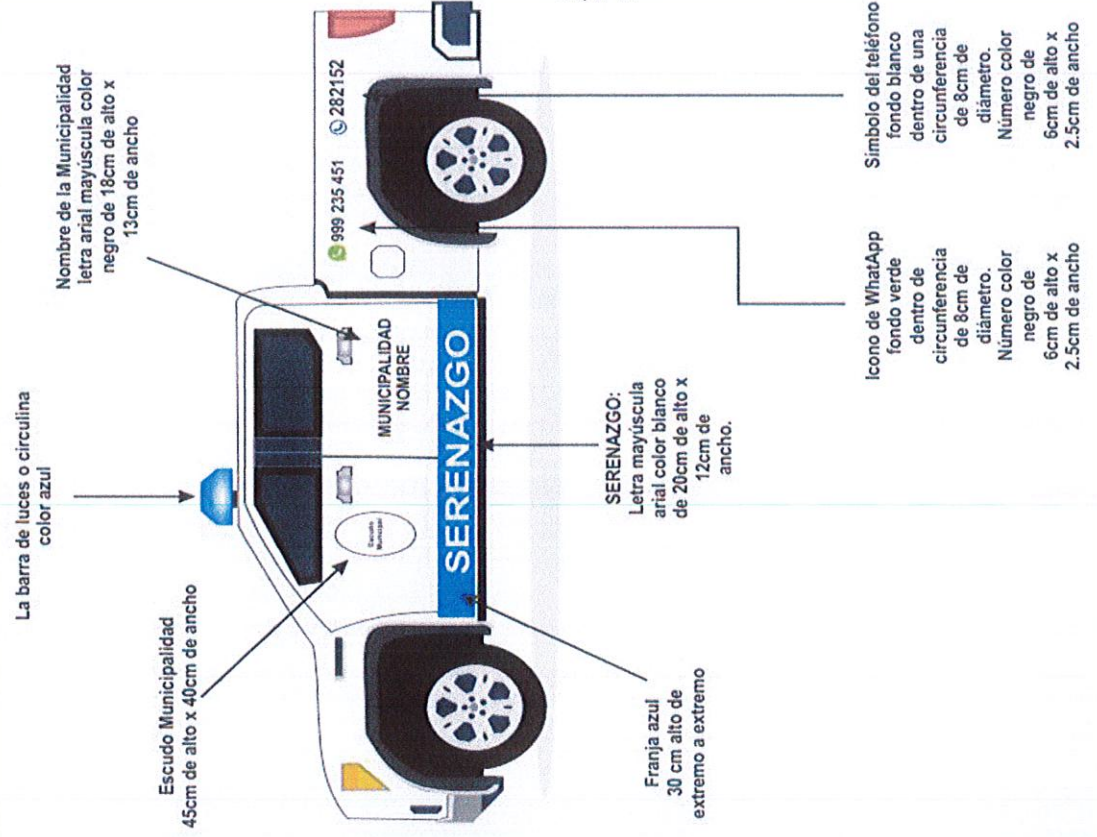 La barra de luces o circulina
color azul
Escudo Municipalidad
45cm de alto x 40cm de ancho
Nombre de la Municipalidad
letra arial mayúscula color
negro de 18cm de alto x
13cm de ancho
Escudo
Municipal
MUNICIPALIDAD
NOMBRE
999 235 451
282152
SERENAZGO
Franja azul
30 cm alto de
extremo a extremo
SERENAZGO:
Letra mayúscula
arial color blanco
de 20cm de alto x
12cm de
ancho.
Icono de WhatApp
fondo verde
dentro de
circunferencia
de 8cm de
diámetro.
Número color
negro de
6cm de alto x
2.5cm de ancho
Símbolo del teléfono
fondo blanco
dentro de una
circunferencia
de 8cm de
diámetro.
Número color
negro de
6cm de alto x
2.5cm de ancho